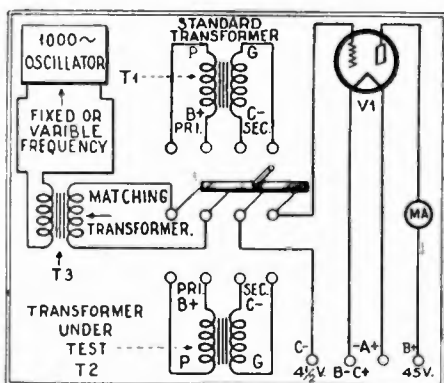 STANDARD
TRANSFORMER
1000~
OSCILLATOR
P
G
T1
FIXED OR
VARIBLE
FREQUENCY
B+
PRI.
C-
SEC.
V1
MATCHING
TRANSFORMER.
MA
T3
PRI.
B+
SEC.
C-
TRANSFORMER
UNDER
TEST
T2
P
G
C-
4½V.
B-C+
-A+
B+
45V.